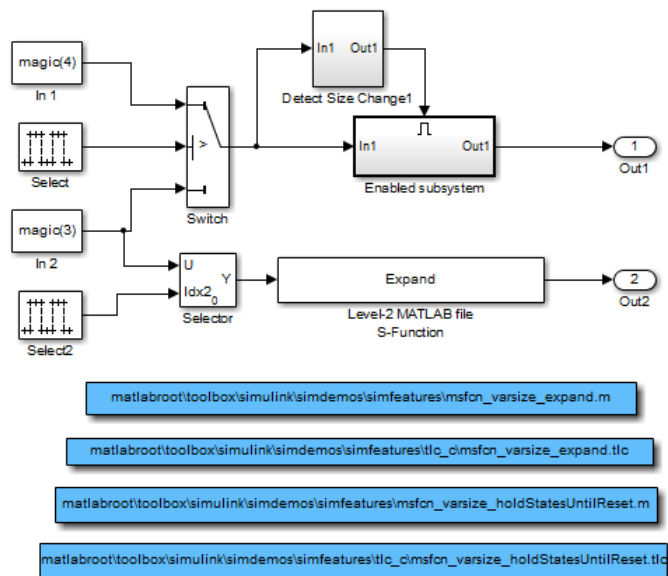 magic(4)
In 1
Select
magic(3)
In 2
Select2
>
Switch
In1
Out1
Detect Size Change1
In1
Out1
Enabled subsystem
1
Out1
U
Idx2
0
Y
Selector
Expand
Level-2 MATLAB file
S-Function
2
Out2
matlabroot\toolbox\simulink\simdemos\simfeatures\msfcn_varsize_expand.m
matlabroot\toolbox\simulink\simdemos\simfeatures\tlc_c\msfcn_varsize_expand.tlc
matlabroot\toolbox\simulink\simdemos\simfeatures\msfcn_varsize_holdStatesUntilReset.m
matlabroot\toolbox\simulink\simdemos\simfeatures\tlc_c\msfcn_varsize_holdStatesUntilReset.tlc